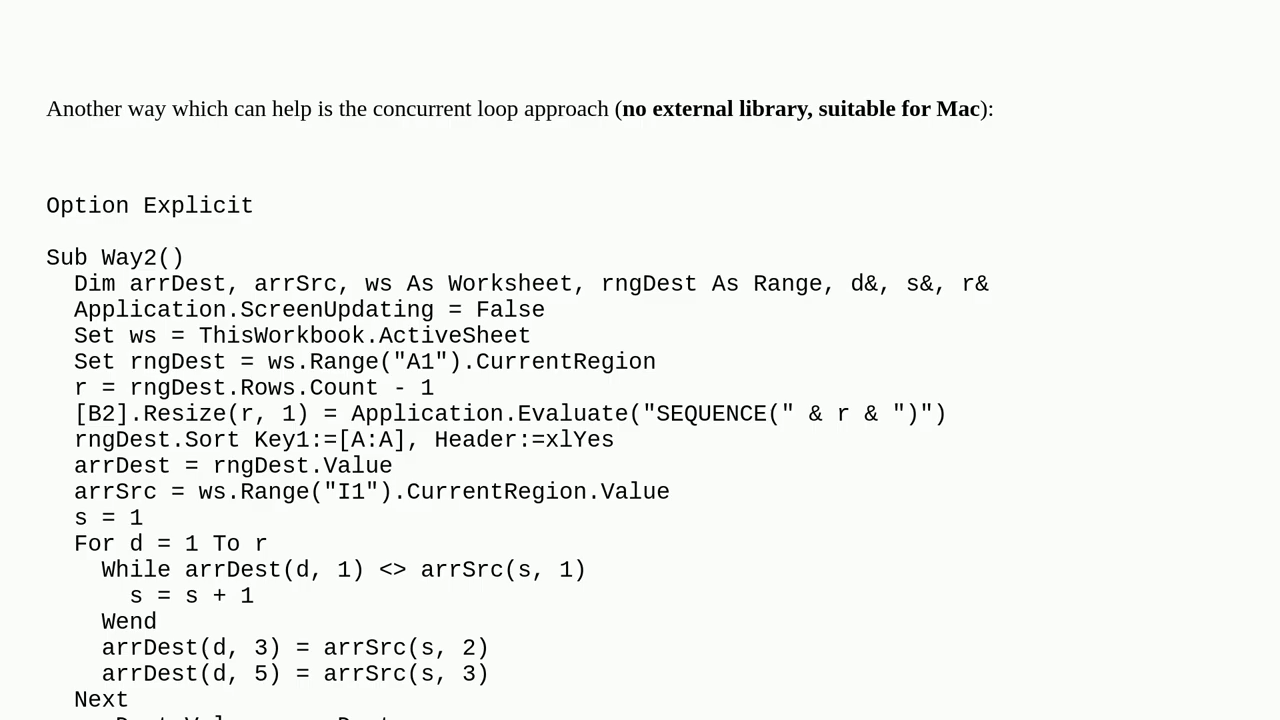 Another way which can help is the concurrent loop approach (no external library, suitable for Mac):
Option Explicit
Sub Way2()
  Dim arrDest, arrSrc, ws As Worksheet, rngDest As Range, d&, s&, r&
  Application.ScreenUpdating = False
  Set ws = ThisWorkbook.ActiveSheet
  Set rngDest = ws.Range("A1").CurrentRegion
  r = rngDest.Rows.Count - 1
  [B2].Resize(r, 1) = Application.Evaluate("SEQUENCE(" & r & ")")
  rngDest.Sort Key1:=[A:A], Header:=xlYes
  arrDest = rngDest.Value
  arrSrc = ws.Range("I1").CurrentRegion.Value
  s = 1
  For d = 1 To r
    While arrDest(d, 1) <> arrSrc(s, 1)
      s = s + 1
    Wend
    arrDest(d, 3) = arrSrc(s, 2)
    arrDest(d, 5) = arrSrc(s, 3)
  Next